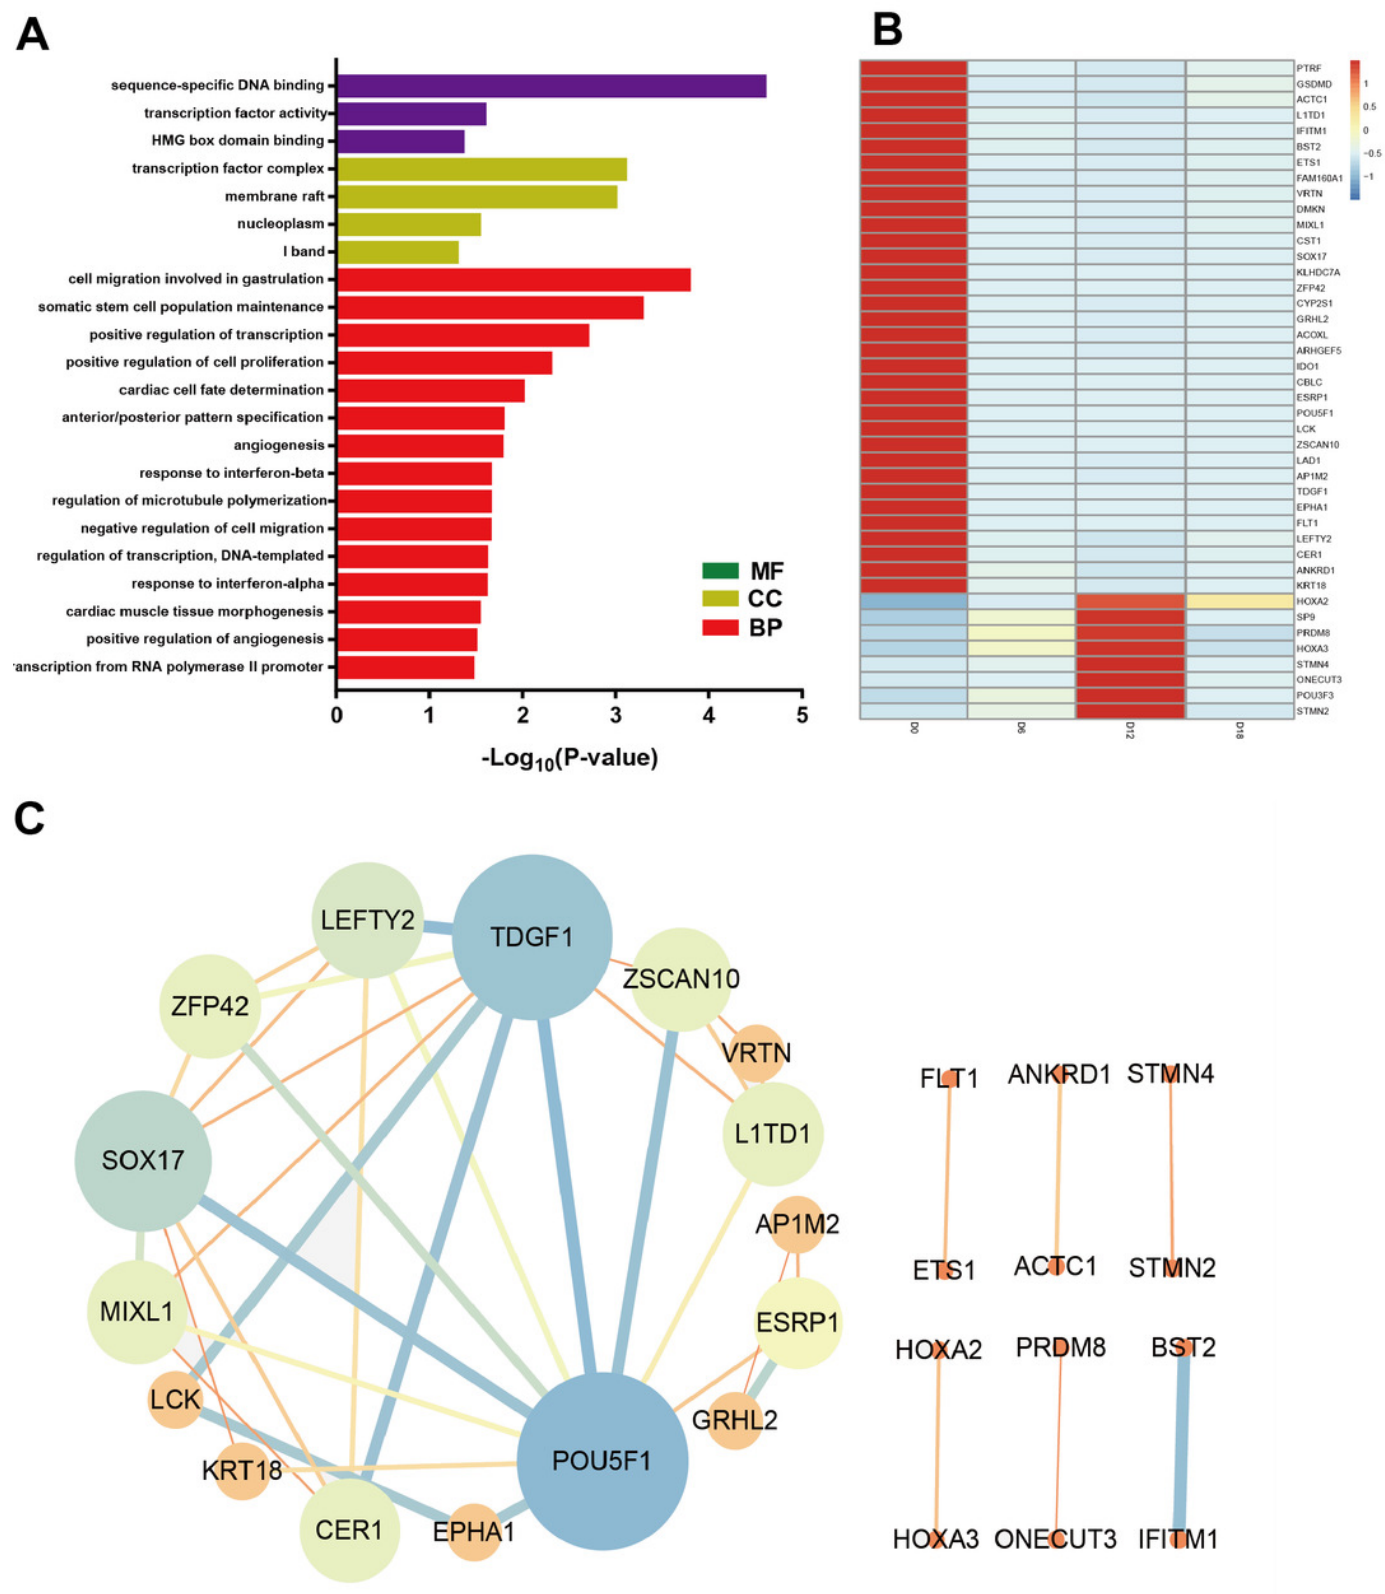 A
sequence-specific DNA binding
transcription factor activity
HMG box domain binding
transcription factor complex
membrane raft
nucleoplasm
I band
cell migration involved in gastrulation
somatic stem cell population maintenance
positive regulation of transcription
positive regulation of cell proliferation
cardiac cell fate determination
anterior/posterior pattern specification
angiogenesis
response to interferon-beta
regulation of microtubule polymerization
negative regulation of cell migration
regulation of transcription, DNA-templated
response to interferon-alpha
cardiac muscle tissue morphogenesis
positive regulation of angiogenesis
ranscription from RNA polymerase II promoter
MF
CC
BP
0 1 2 3 4 5
-Log10(P-value)
B
PTRF
GSDMD
ACTC1
L1TD1
IFITM1
BST2
ETS1
FAM160A1
VRTN
DMKN
MIXL1
CST1
SOX17
KLHDC7A
ZFP42
CYP2S1
GRHL2
ACOXL
ARHGEF5
IDO1
CBLC
ESRP1
POU5F1
LCK
ZSCAN10
LAD1
AP1M2
TDGF1
EPHA1
FLT1
LEFTY2
CER1
ANKRD1
KRT18
HOXA2
SP9
PRDM8
HOXA3
STMN4
ONECUT3
POU3F3
STMN2
1
0.5
0
−0.5
−1
D0 D6 D12 D18
C
LEFTY2
TDGF1
ZSCAN10
ZFP42
VRTN
L1TD1
SOX17
AP1M2
MIXL1
ESRP1
LCK
GRHL2
KRT18
POU5F1
CER1
EPHA1
FLT1 ANKRD1 STMN4
ETS1 ACTC1 STMN2
HOXA2 PRDM8 BST2
HOXA3 ONECUT3 IFITM1